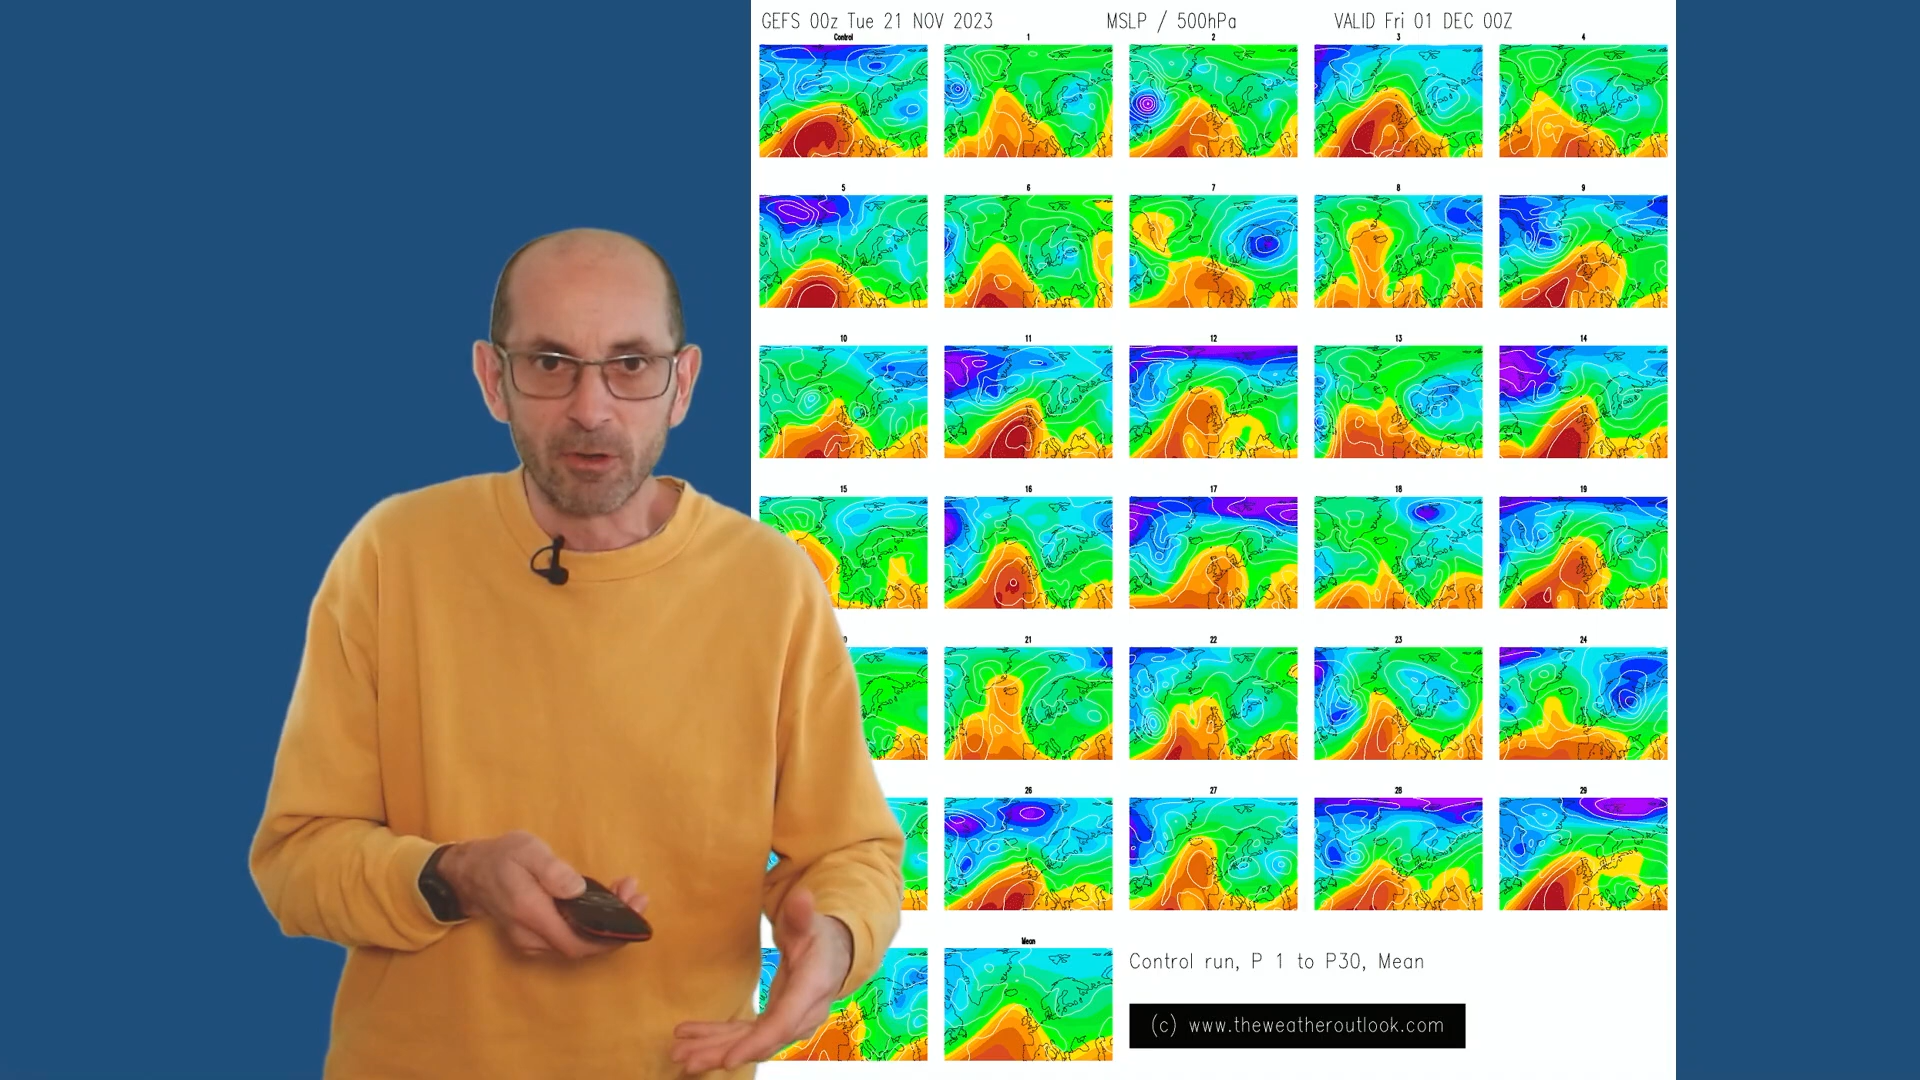 GEFS 00z Tue 21 NOV 2023 MSLP / 500hPa VALID Fri 01 DEC 00Z
Control 1 2 3 4
5 6 7 8 9
10 11 12 13 14
15 16 17 18 19
21 22 23 24
26 27 28 29
Mean
Control run, P 1 to P30, Mean
(c) www.theweatheroutlook.com